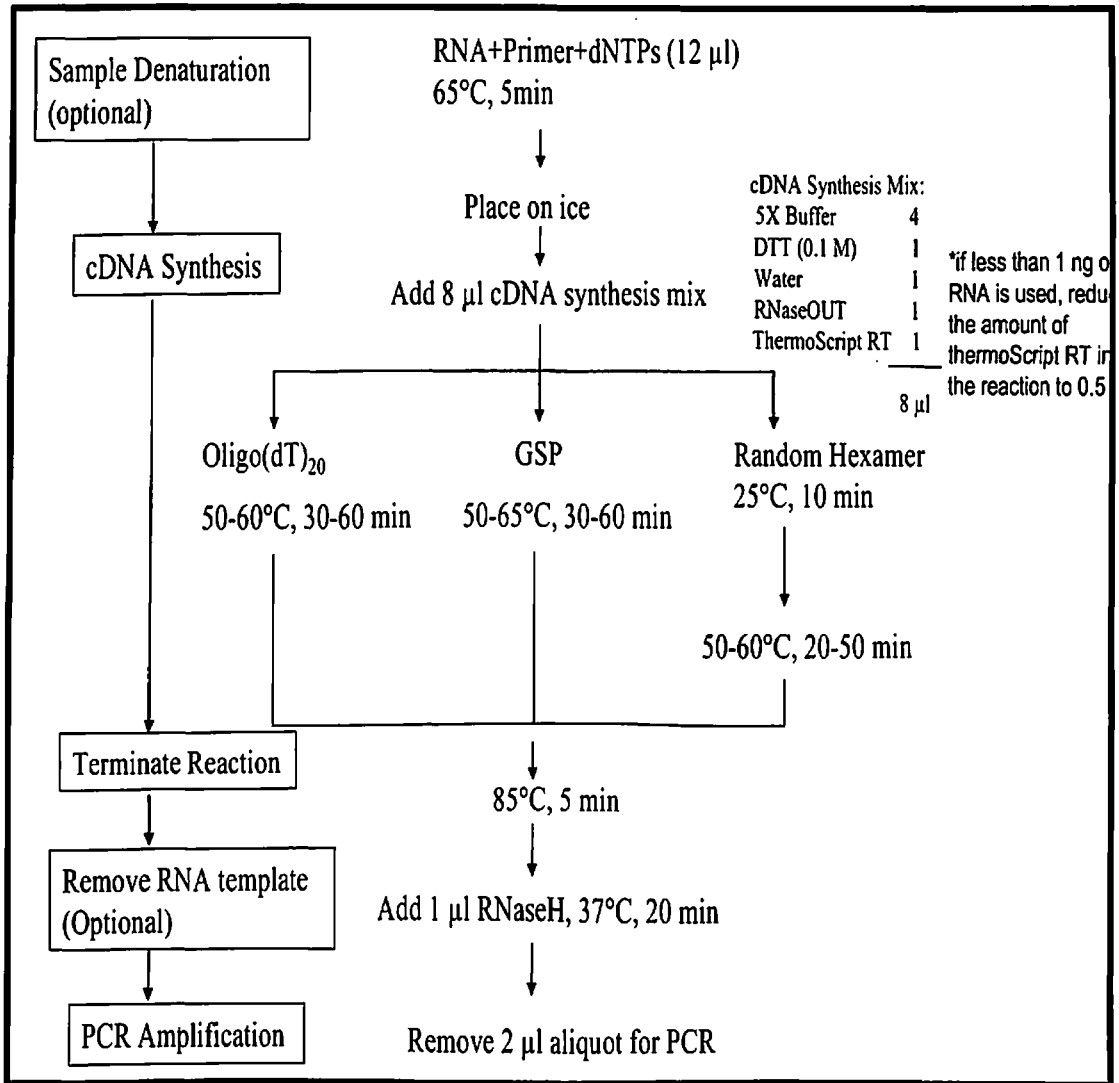 Sample Denaturation
(optional)
RNA+Primer+dNTPs (12 µl)
65°C, 5min
Place on ice
cDNA Synthesis
Add 8 µl cDNA synthesis mix
cDNA Synthesis Mix:
5X Buffer 4
DTT (0.1 M) 1
Water 1
RNaseOUT 1
ThermoScript RT 1
8 µl
*if less than 1 ng o
RNA is used, redu
the amount of
thermoScript RT in
the reaction to 0.5
Oligo(dT)₂₀
50-60°C, 30-60 min
GSP
50-65°C, 30-60 min
Random Hexamer
25°C, 10 min
50-60°C, 20-50 min
Terminate Reaction
85°C, 5 min
Remove RNA template
(Optional)
Add 1 µl RNaseH, 37°C, 20 min
PCR Amplification
Remove 2 µl aliquot for PCR